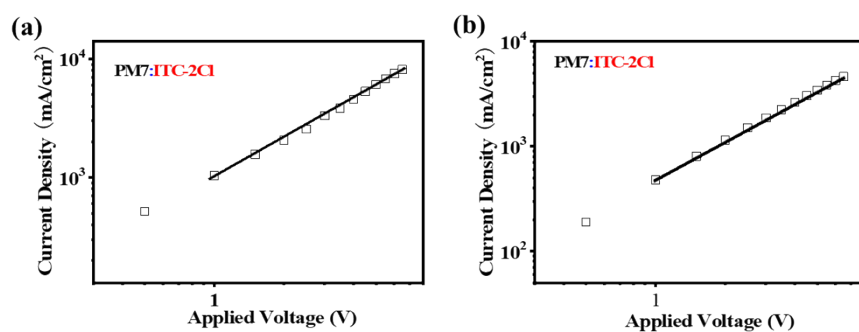 (a)
10⁴
10³
Current Density (mA/cm²)
PM7:ITC-2Cl
1
Applied Voltage (V)
(b)
10⁴
10³
10²
Current Density (mA/cm²)
PM7:ITC-2Cl
1
Applied Voltage (V)